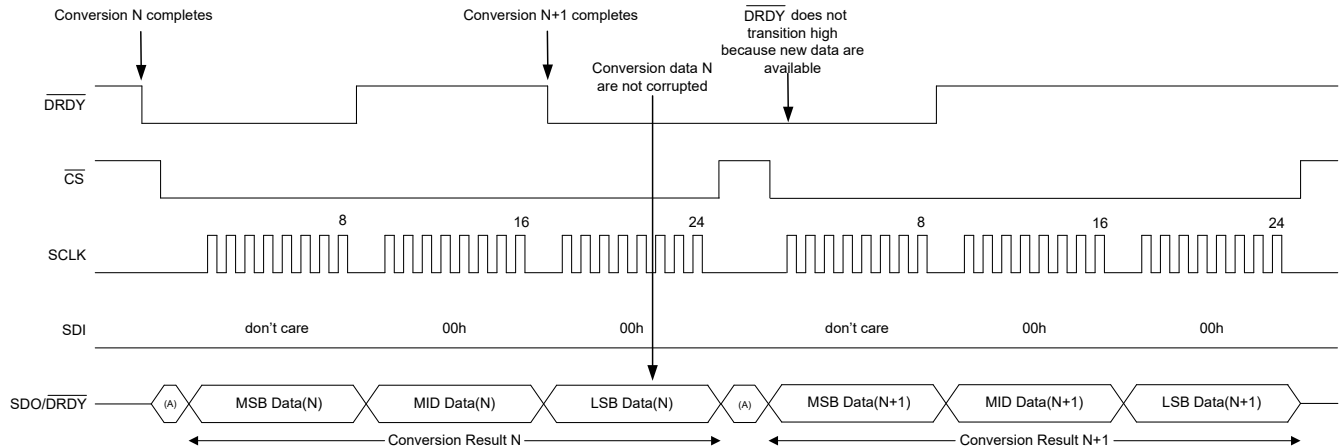 Conversion N completes
Conversion N+1 completes
DRDY does not
transition high
because new data are
available
Conversion data N
are not corrupted
DRDY
CS
8
16
24
8
16
24
SCLK
SDI
don't care
00h
00h
don't care
00h
00h
SDO/DRDY
(A)
MSB Data(N)
MID Data(N)
LSB Data(N)
(A)
MSB Data(N+1)
MID Data(N+1)
LSB Data(N+1)
Conversion Result N
Conversion Result N+1